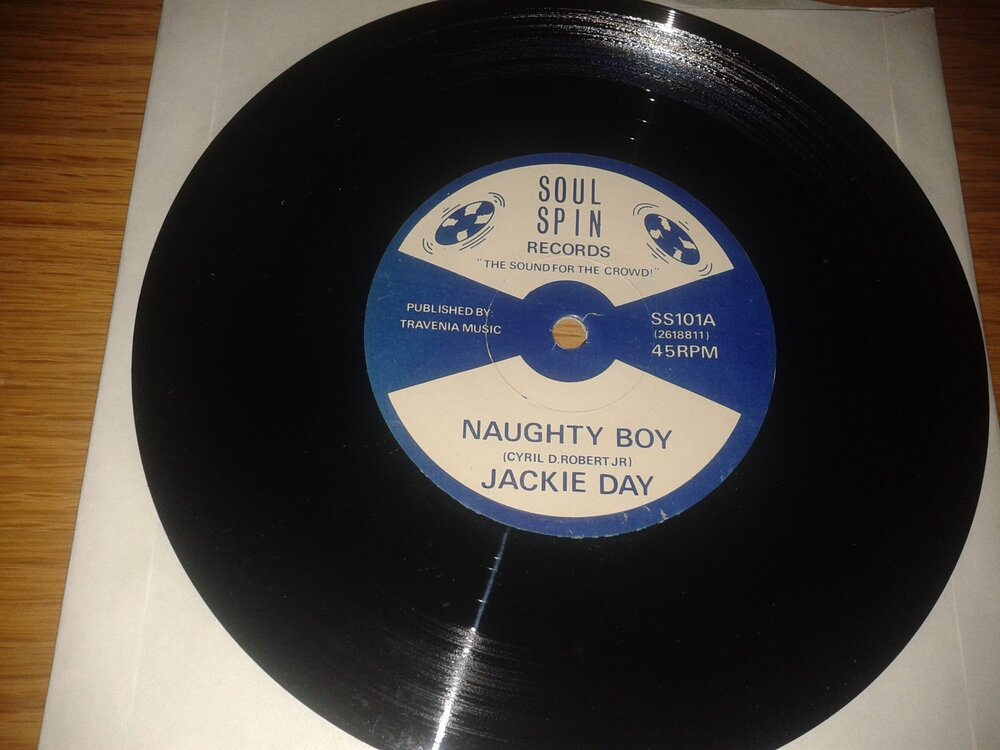 SOUL
SPIN
RECORDS
"THE SOUND FOR THE CROWD!"
PUBLISHED BY:
TRAVENIA MUSIC
SS101A
(2618811)
45RPM
NAUGHTY BOY
(CYRIL D.ROBERT JR)
JACKIE DAY